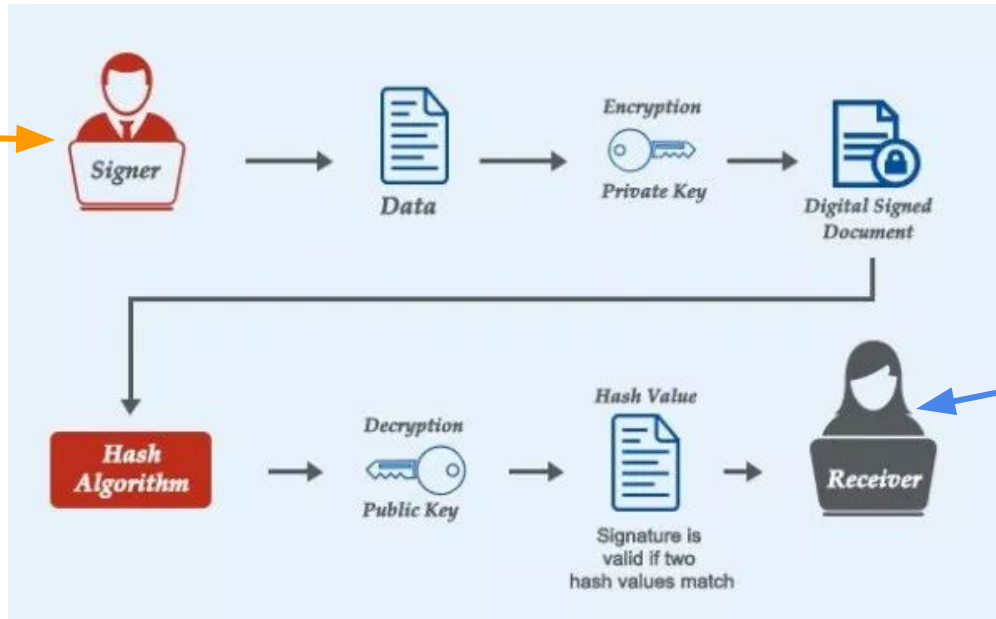 Signer
Data
Encryption
Private Key
Digital Signed
Document
Hash
Algorithm
Decryption
Public Key
Hash Value
Signature is
valid if two
hash values match
Receiver